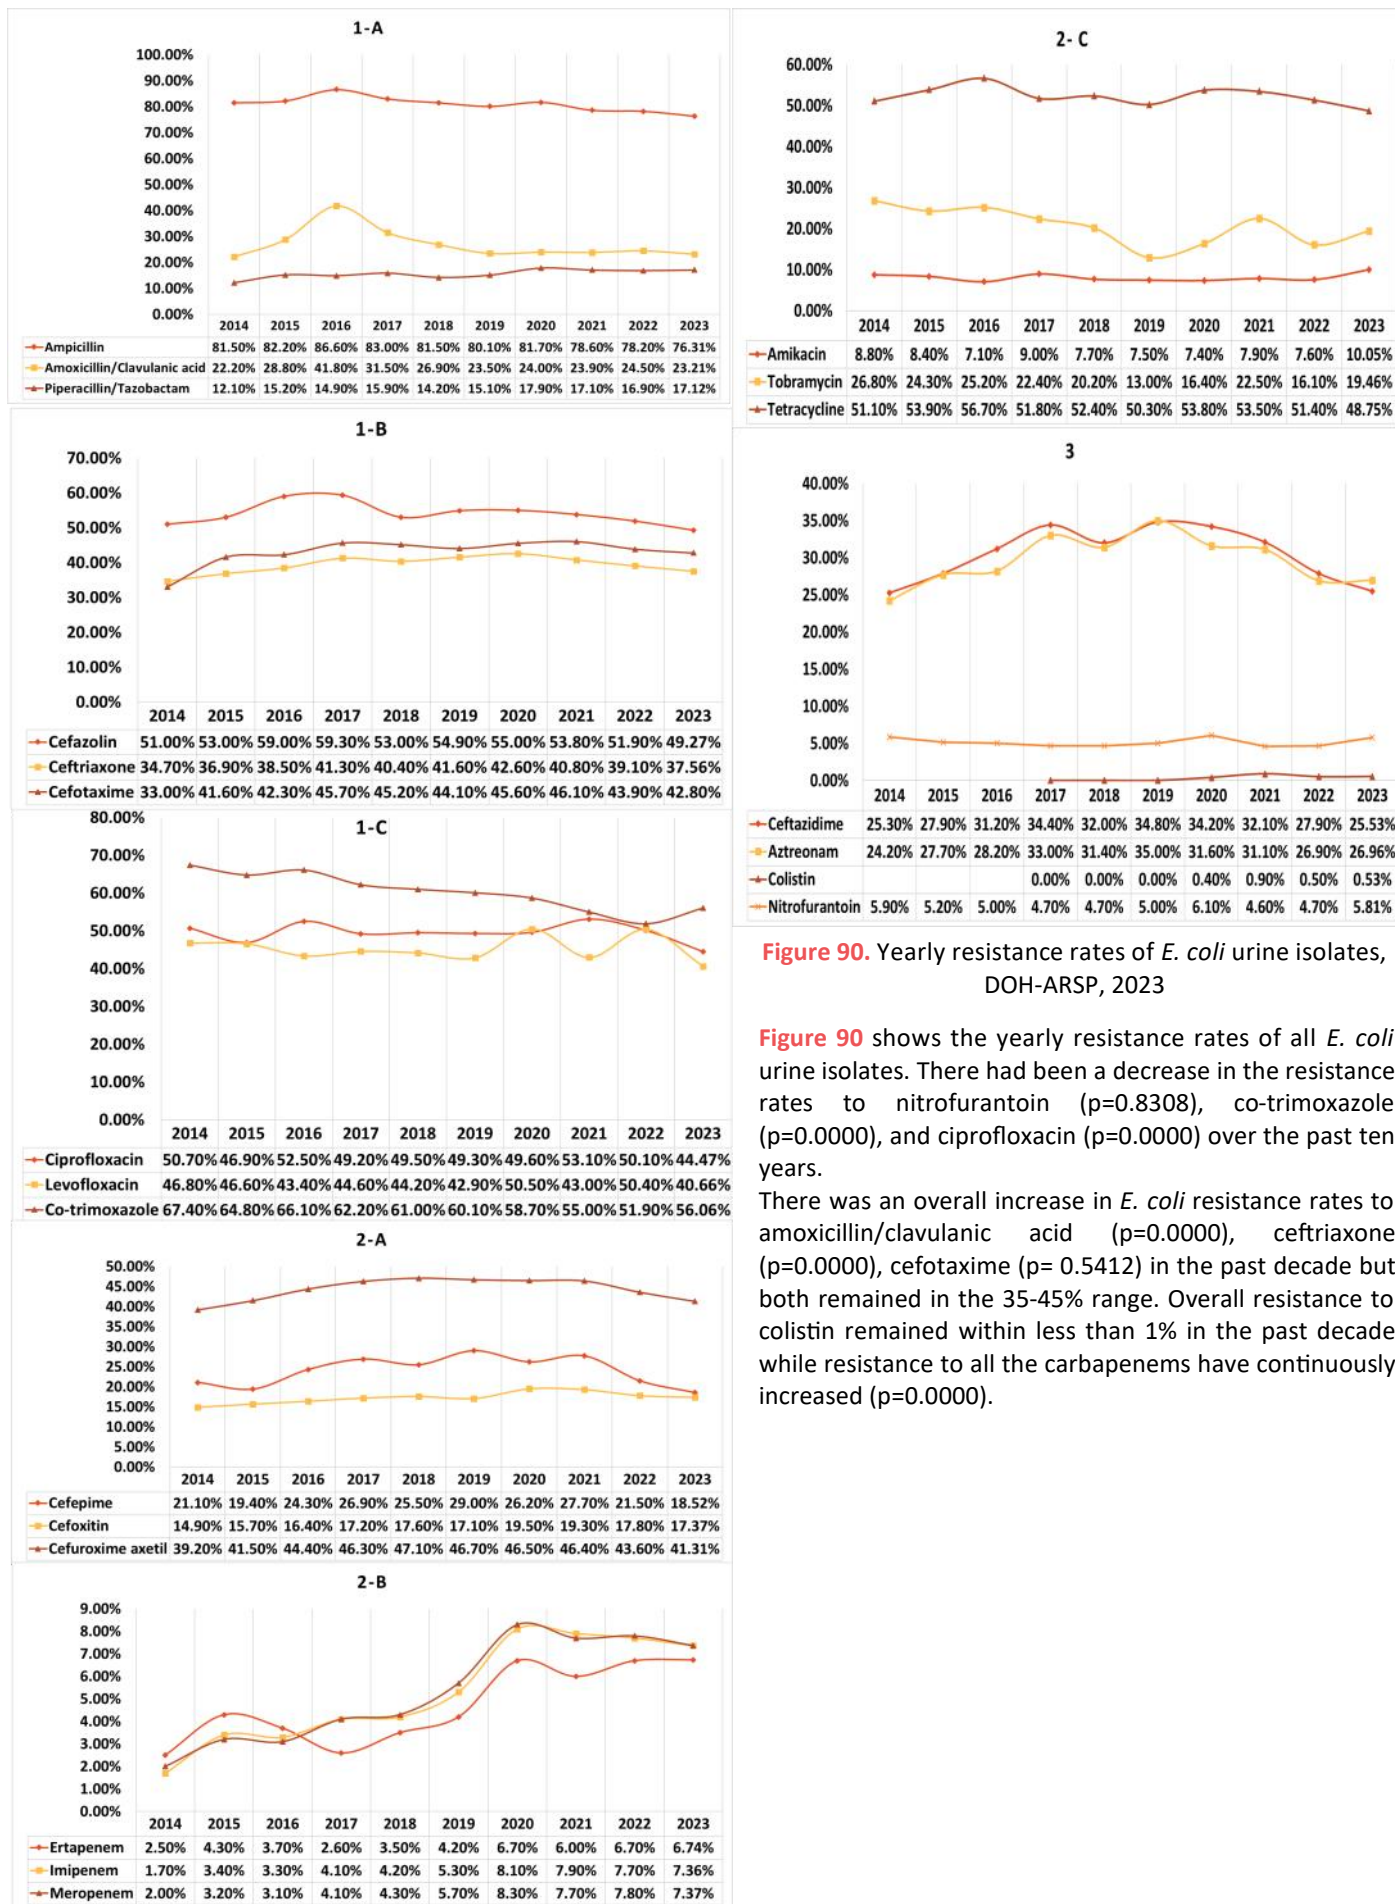 1-A
100.00%
90.00%
80.00%
70.00%
60.00%
50.00%
40.00%
30.00%
20.00%
10.00%
0.00%
2014 2015 2016 2017 2018 2019 2020 2021 2022 2023
Ampicillin 81.50% 82.20% 86.60% 83.00% 81.50% 80.10% 81.70% 78.60% 78.20% 76.31%
Amoxicillin/Clavulanic acid 22.20% 28.80% 41.80% 31.50% 26.90% 23.50% 24.00% 23.90% 24.50% 23.21%
Piperacillin/Tazobactam 12.10% 15.20% 14.90% 15.90% 14.20% 15.10% 17.90% 17.10% 16.90% 17.12%
1-B
70.00%
60.00%
50.00%
40.00%
30.00%
20.00%
10.00%
0.00%
2014 2015 2016 2017 2018 2019 2020 2021 2022 2023
Cefazolin 51.00% 53.00% 59.00% 59.30% 53.00% 54.90% 55.00% 53.80% 51.90% 49.27%
Ceftriaxone 34.70% 36.90% 38.50% 41.30% 40.40% 41.60% 42.60% 40.80% 39.10% 37.56%
Cefotaxime 33.00% 41.60% 42.30% 45.70% 45.20% 44.10% 45.60% 46.10% 43.90% 42.80%
1-C
80.00%
70.00%
60.00%
50.00%
40.00%
30.00%
20.00%
10.00%
0.00%
2014 2015 2016 2017 2018 2019 2020 2021 2022 2023
Ciprofloxacin 50.70% 46.90% 52.50% 49.20% 49.50% 49.30% 49.60% 53.10% 50.10% 44.47%
Levofloxacin 46.80% 46.60% 43.40% 44.60% 44.20% 42.90% 50.50% 43.00% 50.40% 40.66%
Co-trimoxazole 67.40% 64.80% 66.10% 62.20% 61.00% 60.10% 58.70% 55.00% 51.90% 56.06%
2-A
50.00%
45.00%
40.00%
35.00%
30.00%
25.00%
20.00%
15.00%
10.00%
5.00%
0.00%
2014 2015 2016 2017 2018 2019 2020 2021 2022 2023
Cefepime 21.10% 19.40% 24.30% 26.90% 25.50% 29.00% 26.20% 27.70% 21.50% 18.52%
Cefoxitin 14.90% 15.70% 16.40% 17.20% 17.60% 17.10% 19.50% 19.30% 17.80% 17.37%
Cefuroxime axetil 39.20% 41.50% 44.40% 46.30% 47.10% 46.70% 46.50% 46.40% 43.60% 41.31%
2-B
9.00%
8.00%
7.00%
6.00%
5.00%
4.00%
3.00%
2.00%
1.00%
0.00%
2014 2015 2016 2017 2018 2019 2020 2021 2022 2023
Ertapenem 2.50% 4.30% 3.70% 2.60% 3.50% 4.20% 6.70% 6.00% 6.70% 6.74%
Imipenem 1.70% 3.40% 3.30% 4.10% 4.20% 5.30% 8.10% 7.90% 7.70% 7.36%
Meropenem 2.00% 3.20% 3.10% 4.10% 4.30% 5.70% 8.30% 7.70% 7.80% 7.37%
2- C
60.00%
50.00%
40.00%
30.00%
20.00%
10.00%
0.00%
2014 2015 2016 2017 2018 2019 2020 2021 2022 2023
Amikacin 8.80% 8.40% 7.10% 9.00% 7.70% 7.50% 7.40% 7.90% 7.60% 10.05%
Tobramycin 26.80% 24.30% 25.20% 22.40% 20.20% 13.00% 16.40% 22.50% 16.10% 19.46%
Tetracycline 51.10% 53.90% 56.70% 51.80% 52.40% 50.30% 53.80% 53.50% 51.40% 48.75%
3
40.00%
35.00%
30.00%
25.00%
20.00%
15.00%
10.00%
5.00%
0.00%
2014 2015 2016 2017 2018 2019 2020 2021 2022 2023
Ceftazidime 25.30% 27.90% 31.20% 34.40% 32.00% 34.80% 34.20% 32.10% 27.90% 25.53%
Aztreonam 24.20% 27.70% 28.20% 33.00% 31.40% 35.00% 31.60% 31.10% 26.90% 26.96%
Colistin 0.00% 0.00% 0.00% 0.40% 0.90% 0.50% 0.53%
Nitrofurantoin 5.90% 5.20% 5.00% 4.70% 4.70% 5.00% 6.10% 4.60% 4.70% 5.81%
Figure 90. Yearly resistance rates of E. coli urine isolates,
DOH-ARSP, 2023
Figure 90 shows the yearly resistance rates of all E. coli
urine isolates. There had been a decrease in the resistance
rates to nitrofurantoin (p=0.8308), co-trimoxazole
(p=0.0000), and ciprofloxacin (p=0.0000) over the past ten
years.
There was an overall increase in E. coli resistance rates to
amoxicillin/clavulanic acid (p=0.0000), ceftriaxone
(p=0.0000), cefotaxime (p= 0.5412) in the past decade but
both remained in the 35-45% range. Overall resistance to
colistin remained within less than 1% in the past decade
while resistance to all the carbapenems have continuously
increased (p=0.0000).